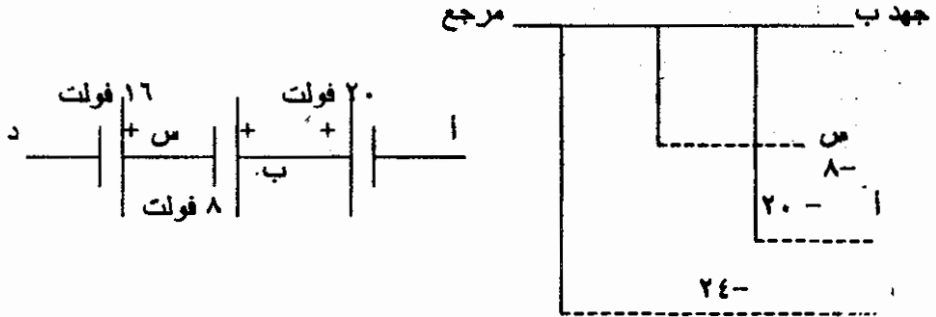 جهد ب مرجع
٢٠ فولت ١٦ فولت
أ + + س + د
ب
٨ فولت
س
-٨
أ -٢٠
-٢٤